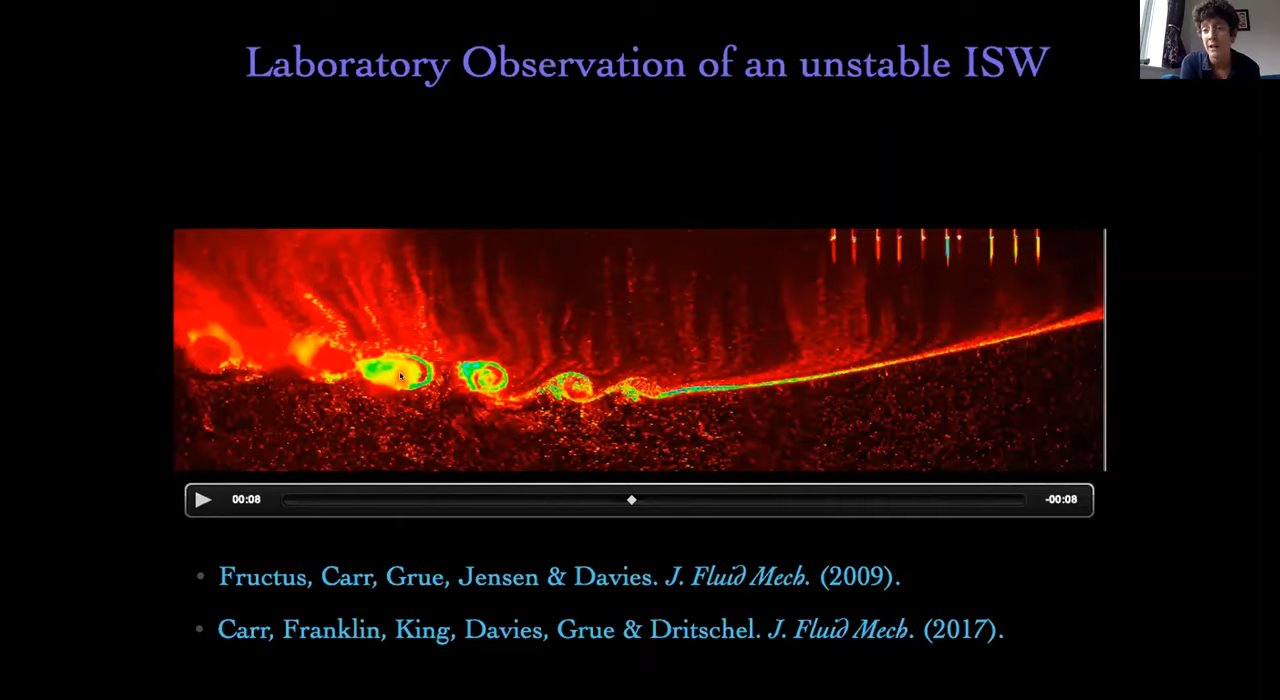 Laboratory Observation of an unstable ISW
00:08
-00:08
• Fructus, Carr, Grue, Jensen & Davies. J. Fluid Mech. (2009).
• Carr, Franklin, King, Davies, Grue & Dritschel. J. Fluid Mech. (2017).